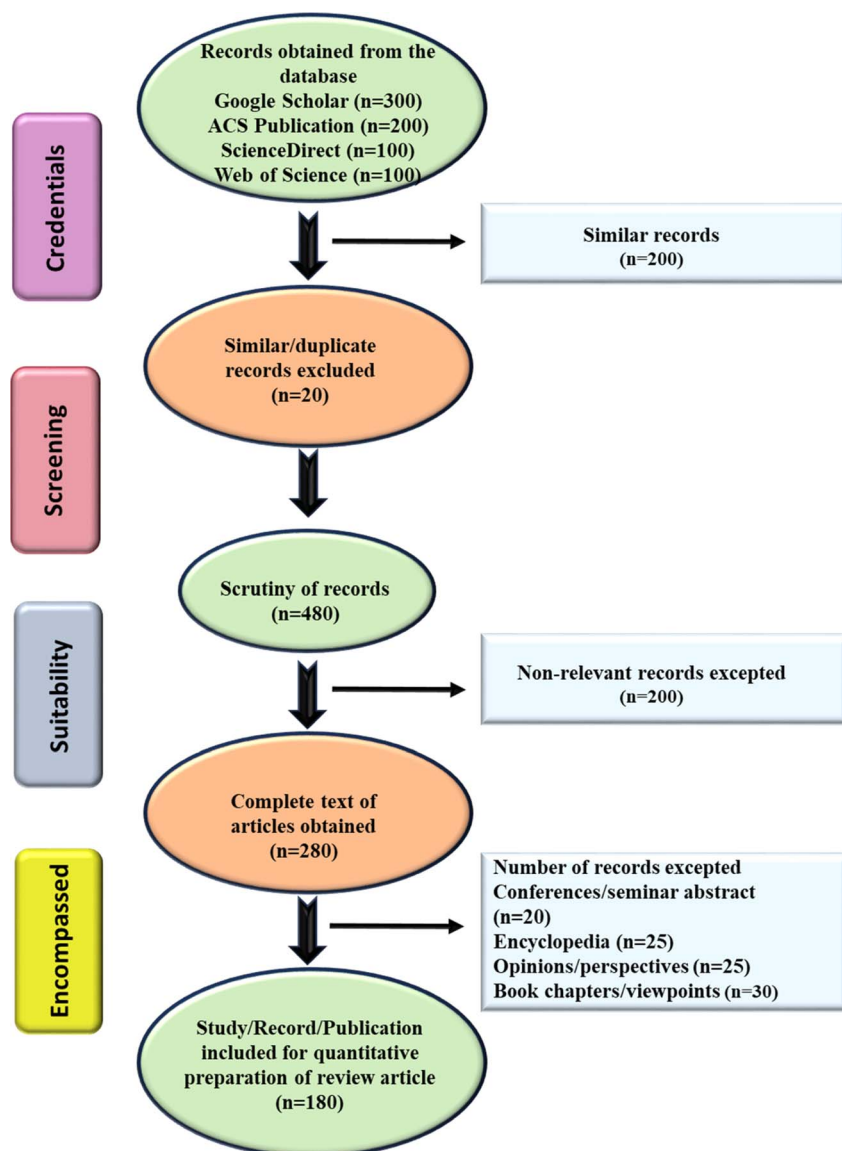 Records obtained from the
database
Google Scholar (n=300)
ACS Publication (n=200)
ScienceDirect (n=100)
Web of Science (n=100)
Credentials
Similar records
(n=200)
Similar/duplicate
records excluded
(n=20)
Screening
Scrutiny of records
(n=480)
Suitability
Non-relevant records excepted
(n=200)
Complete text of
articles obtained
(n=280)
Encompassed
Number of records excepted
Conferences/seminar abstract
(n=20)
Encyclopedia (n=25)
Opinions/perspectives (n=25)
Book chapters/viewpoints (n=30)
Study/Record/Publication
included for quantitative
preparation of review article
(n=180)